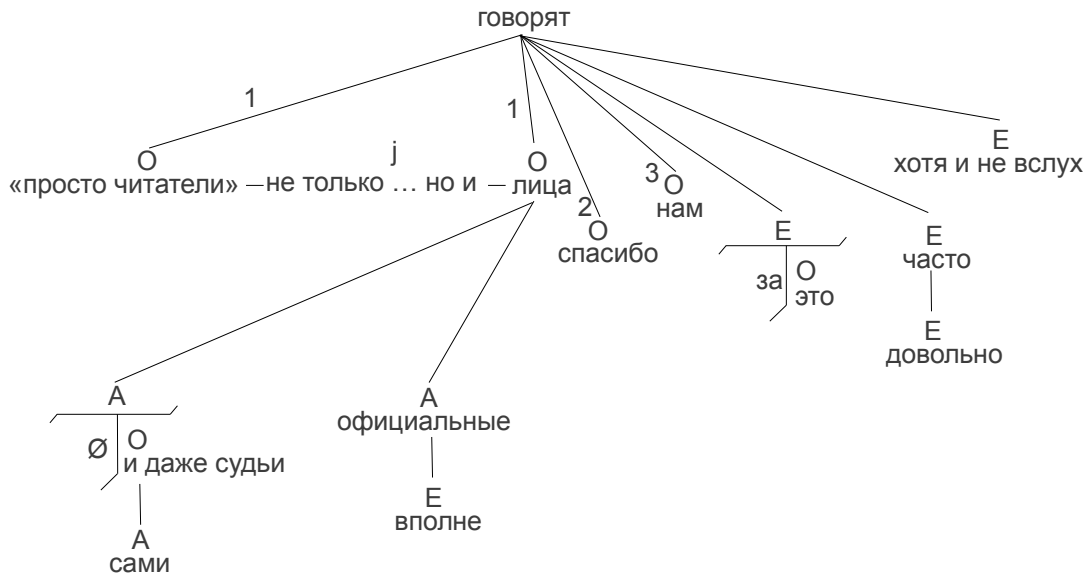 говорят
1
1
О
j
О
Е
«просто читатели» – не только … но и – лица
хотя и не вслух
3 О
нам
2
О
спасибо
Е
за О
это
Е
часто
Е
довольно
А
Ø О
и даже судьи
А
сами
А
официальные
Е
вполне